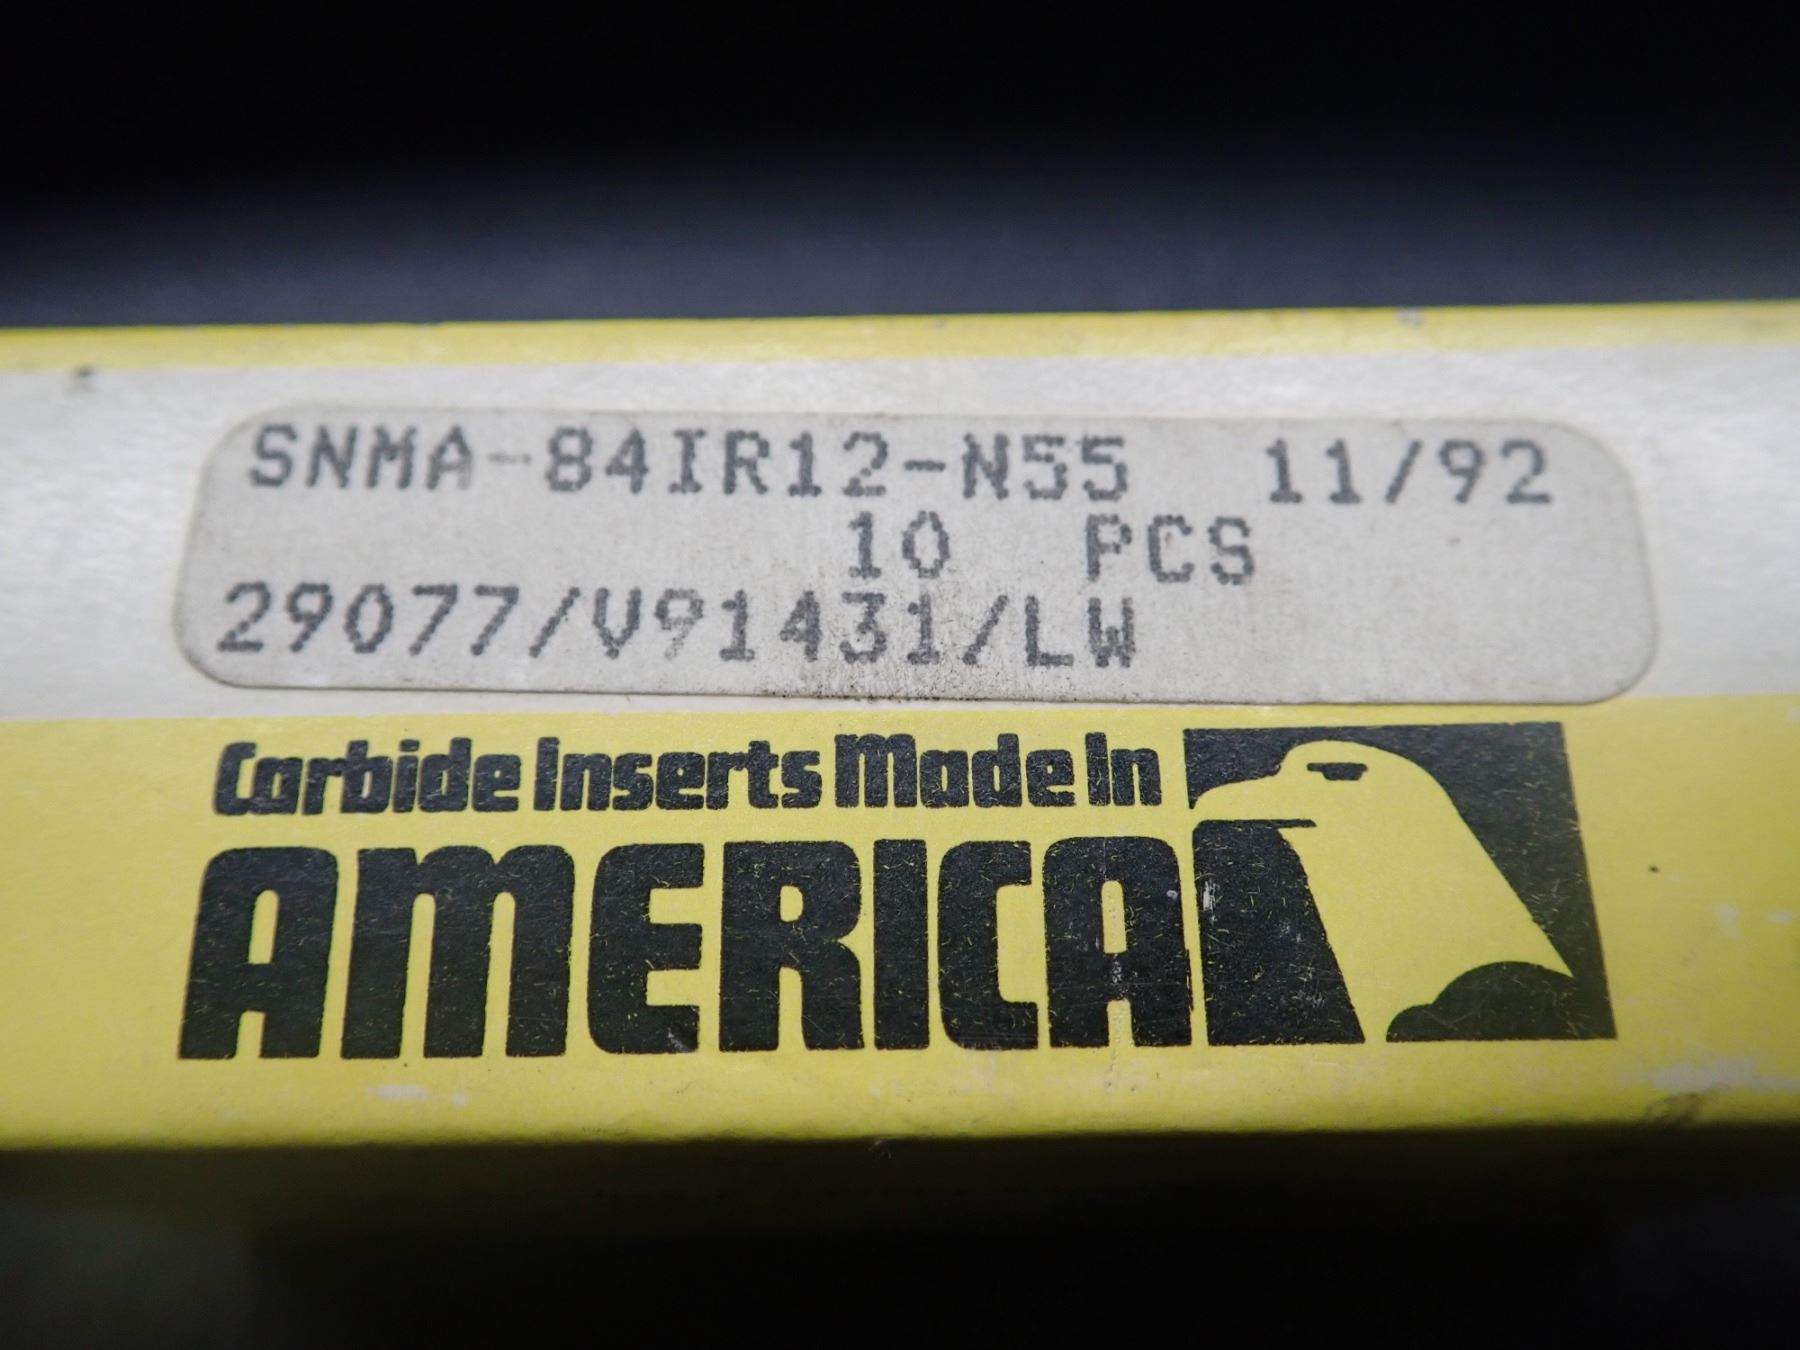 SNMA-84IR12-N55 11/92
10 PCS
29077/V91431/LW
Carbide Inserts Made In
AMERICA